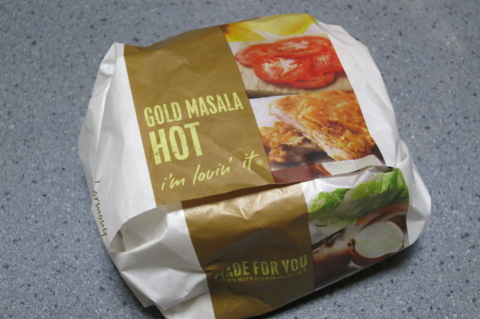 GOLD MASALA
HOT
i'm lovin' it
MADE FOR YOU